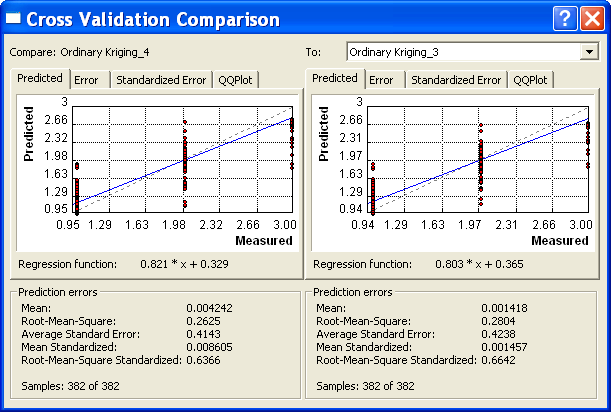 Cross Validation Comparison
Compare: Ordinary Kriging_4
To: Ordinary Kriging_3
Predicted Error Standardized Error QQPlot
Predicted
3
2.66
2.32
1.98
1.63
1.29
0.94
0.95 1.29 1.63 1.98 2.32 2.66 3.00
Measured
Regression function: 0.821 * x + 0.329
Prediction errors
Mean: 0.004242
Root-Mean-Square: 0.2625
Average Standard Error: 0.4143
Mean Standardized: 0.008605
Root-Mean-Square Standardized: 0.6366
Samples: 382 of 382
Predicted Error Standardized Error QQPlot
Predicted
3
2.66
2.32
1.98
1.63
1.29
0.94
0.94 1.29 1.63 1.97 2.31 2.66 3.00
Measured
Regression function: 0.803 * x + 0.365
Prediction errors
Mean: 0.001418
Root-Mean-Square: 0.2804
Average Standard Error: 0.4238
Mean Standardized: 0.001457
Root-Mean-Square Standardized: 0.6642
Samples: 382 of 382